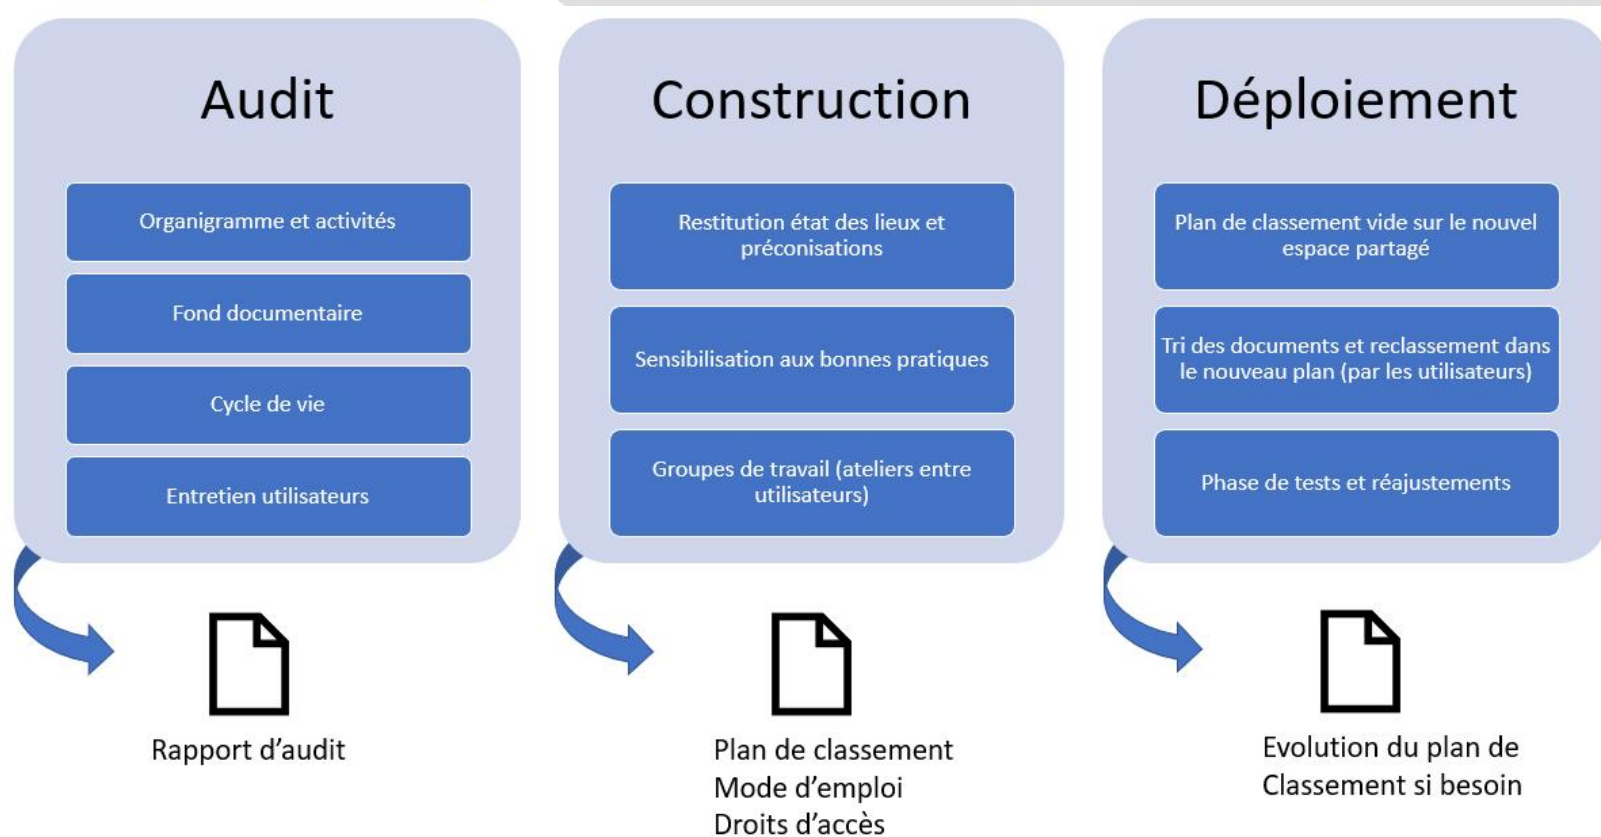 Audit
Organigramme et activités
Fond documentaire
Cycle de vie
Entretien utilisateurs
Rapport d’audit
Construction
Restitution état des lieux et
préconisations
Sensibilisation aux bonnes pratiques
Groupes de travail (ateliers entre
utilisateurs)
Plan de classement
Mode d’emploi
Droits d’accès
Déploiement
Plan de classement vide sur le nouvel
espace partagé
Tri des documents et reclassement dans
le nouveau plan (par les utilisateurs)
Phase de tests et réajustements
Evolution du plan de
Classement si besoin